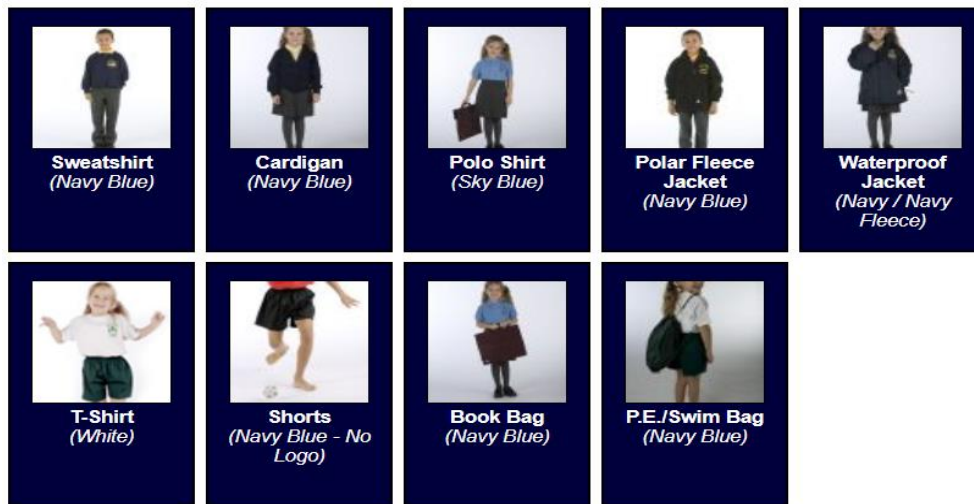 Sweatshirt
(Navy Blue)
Cardigan
(Navy Blue)
Polo Shirt
(Sky Blue)
Polar Fleece
Jacket
(Navy Blue)
Waterproof
Jacket
(Navy / Navy
Fleece)
T-Shirt
(White)
Shorts
(Navy Blue - No
Logo)
Book Bag
(Navy Blue)
P.E./Swim Bag
(Navy Blue)